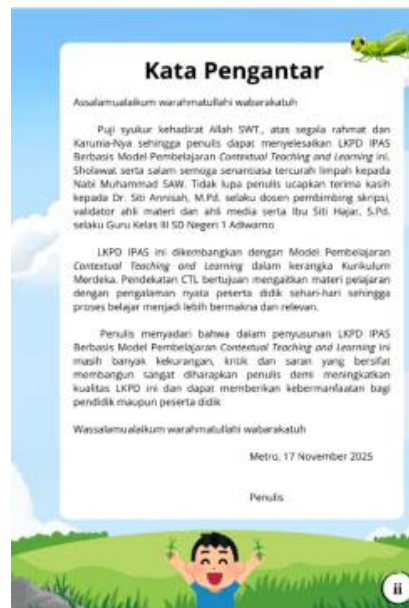 Kata Pengantar
Assalamualaikum warahmatullahi wabarakatuh
Puji syukur kehadirat Allah SWT., atas segala rahmat dan
Karunia-Nya sehingga penulis dapat menyelesaikan LKPD IPAS
Berbasis Model Pembelajaran Contextual Teaching and Learning ini.
Sholawat serta salam semoga senantiasa tercurah limpah kepada
Nabi Muhammad SAW. Tidak lupa penulis ucapkan terima kasih
kepada Dr. Siti Annisah, M.Pd. selaku dosen pembimbing skripsi,
validator ahli materi dan ahli media serta Ibu Siti Hajar, S.Pd.
selaku Guru Kelas III SD Negeri 1 Adiwarno
LKPD IPAS ini dikembangkan dengan Model Pembelajaran
Contextual Teaching and Learning dalam kerangka Kurikulum
Merdeka. Pendekatan CTL bertujuan mengaitkan materi pelajaran
dengan pengalaman nyata peserta didik sehari-hari sehingga
proses belajar menjadi lebih bermakna dan relevan.
Penulis menyadari bahwa dalam penyusunan LKPD IPAS
Berbasis Model Pembelajaran Contextual Teaching and Learning ini
masih banyak kekurangan, kritik dan saran yang bersifat
membangun sangat diharapkan penulis demi meningkatkan
kualitas LKPD ini dan dapat memberikan kebermanfaatan bagi
pendidik maupun peserta didik
Wassalamualaikum warahmatullahi wabarakatuh
Metro, 17 November 2025
Penulis
ii